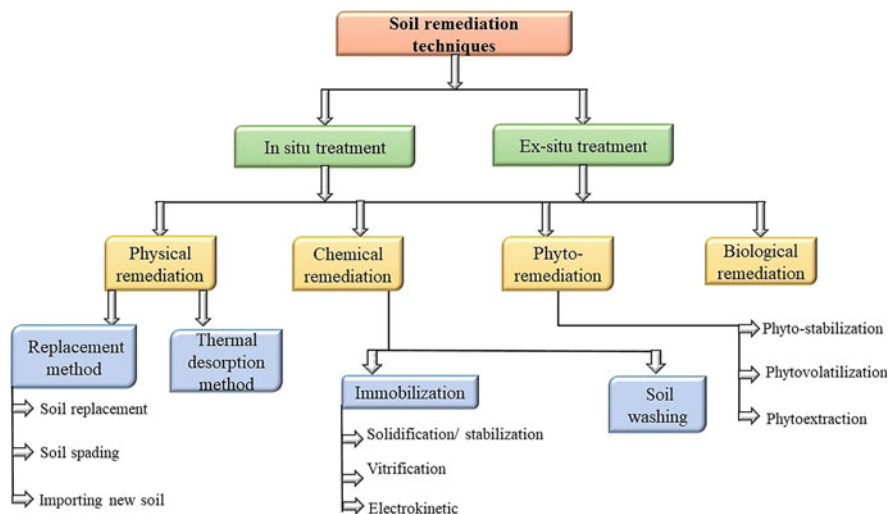 Soil remediation
techniques
In situ treatment
Ex-situ treatment
Physical
remediation
Chemical
remediation
Phyto-
remediation
Biological
remediation
Replacement
method
Thermal
desorption
method
Phyto-stabilization
Phytovolatilization
Phytoextraction
Immobilization
Soil
washing
Soil replacement
Soil spading
Importing new soil
Solidification/ stabilization
Vitrification
Electrokinetic